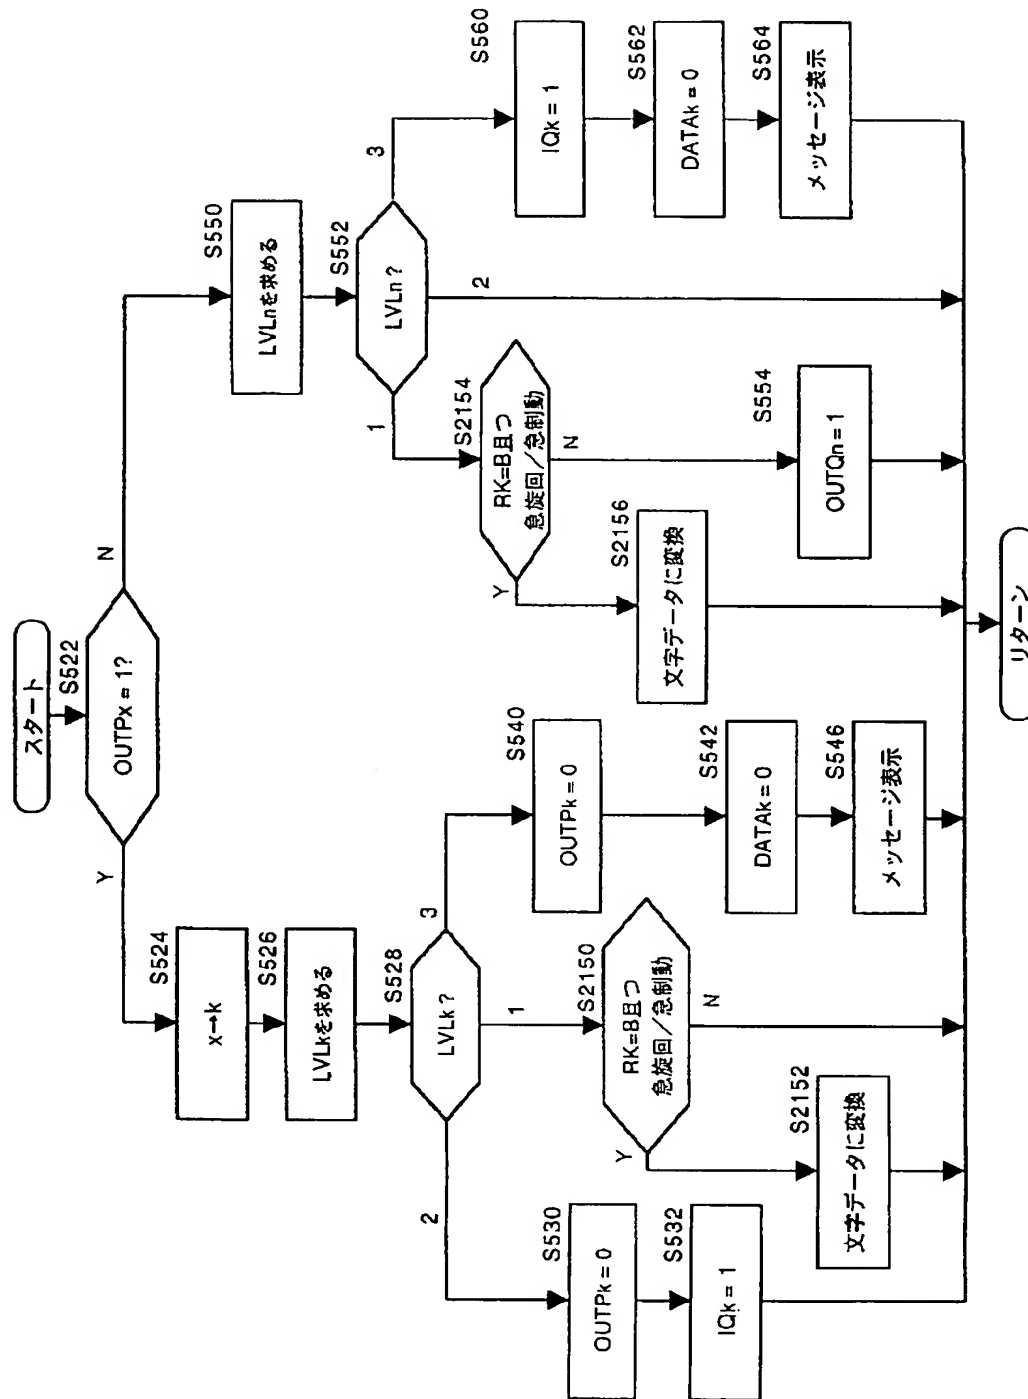 スタート
S522
OUTPx = 1?
Y
N
S524
x→k
S526
LVLkを求める
S528
LVLk?
2
1
3
S530
OUTPk = 0
S532
IQk = 1
S2150
RK=B且つ
急旋回/急制動
Y
N
S2152
文字データに変換
S540
OUTPk = 0
S542
DATAk = 0
S546
メッセージ表示
S550
LVLnを求める
S552
LVLn?
1
2
3
S2154
RK=B且つ
急旋回/急制動
Y
N
S2156
文字データに変換
S554
OUTQn = 1
S560
IQk = 1
S562
DATAk = 0
S564
メッセージ表示
リターン